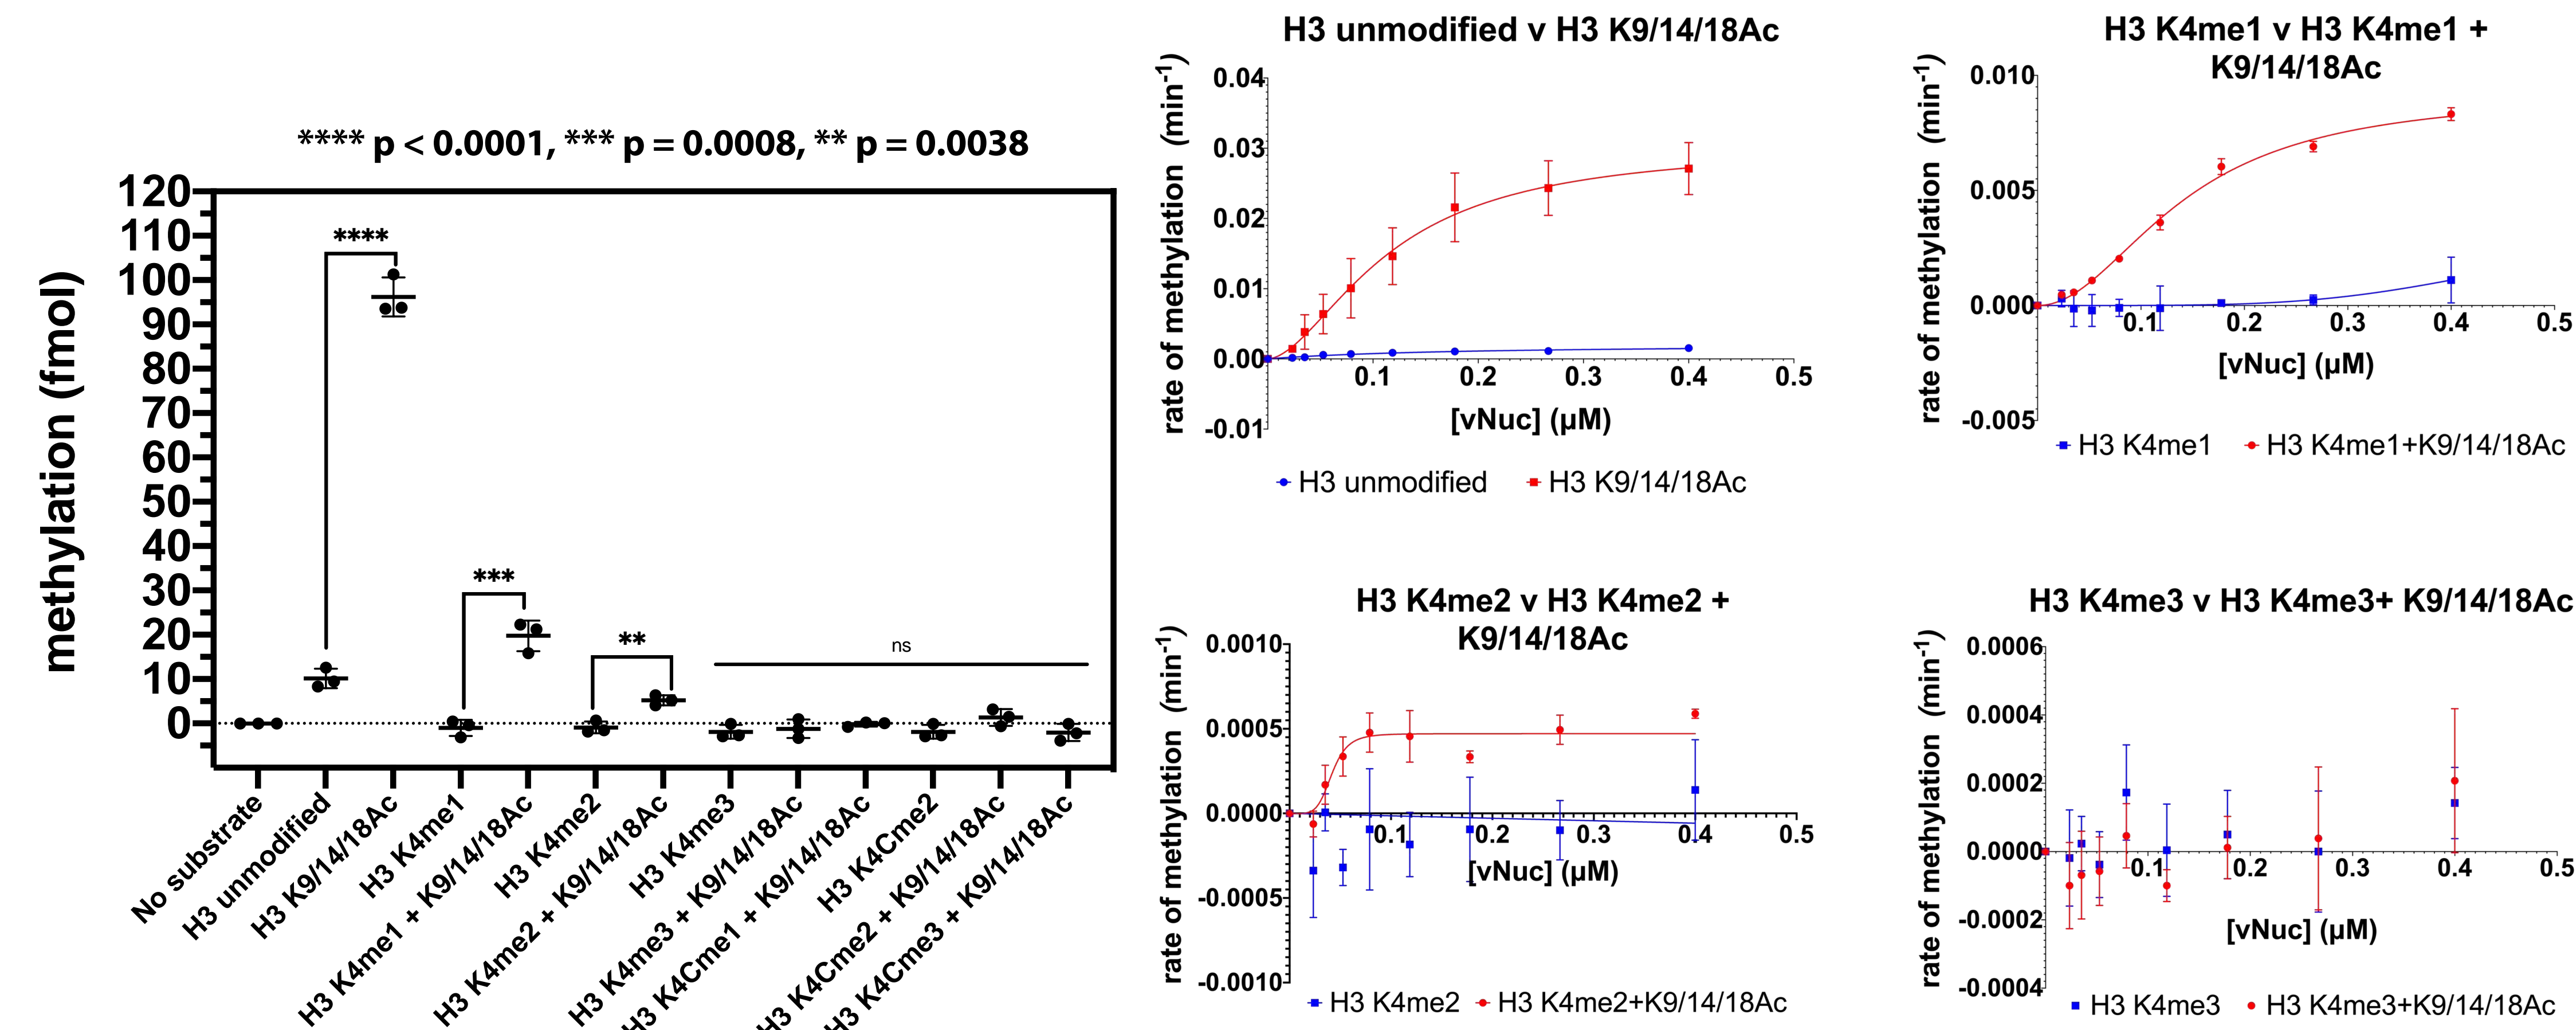 **** p < 0.0001, *** p = 0.0008, ** p = 0.0038
methylation (fmol)
120
110
100
90
80
70
60
50
40
30
20
10
0
****
***
**
ns
No substrate
H3 unmodified
H3 K9/14/18Ac
H3 K4me1
H3 K4me1 + K9/14/18Ac
H3 K4me2
H3 K4me2 + K9/14/18Ac
H3 K4me3
H3 K4me3 + K9/14/18Ac
H3 K4Cme1 + K9/14/18Ac
H3 K4Cme2
H3 K4Cme2 + K9/14/18Ac
H3 K4Cme3 + K9/14/18Ac
H3 unmodified v H3 K9/14/18Ac
rate of methylation (min-1)
0.04
0.03
0.02
0.01
0.00
-0.01
0.1 0.2 0.3 0.4 0.5
[vNuc] (µM)
H3 unmodified H3 K9/14/18Ac
H3 K4me1 v H3 K4me1 +
K9/14/18Ac
rate of methylation (min-1)
0.010
0.005
0.000
-0.005
0.1 0.2 0.3 0.4 0.5
[vNuc] (µM)
H3 K4me1 H3 K4me1+K9/14/18Ac
H3 K4me2 v H3 K4me2 +
K9/14/18Ac
rate of methylation (min-1)
0.0010
0.0005
0.0000
-0.0005
-0.0010
0.1 0.2 0.3 0.4 0.5
[vNuc] (µM)
H3 K4me2 H3 K4me2+K9/14/18Ac
H3 K4me3 v H3 K4me3+ K9/14/18Ac
rate of methylation (min-1)
0.0006
0.0004
0.0002
0.0000
-0.0002
-0.0004
0.1 0.2 0.3 0.4 0.5
[vNuc] (µM)
H3 K4me3 H3 K4me3+K9/14/18Ac